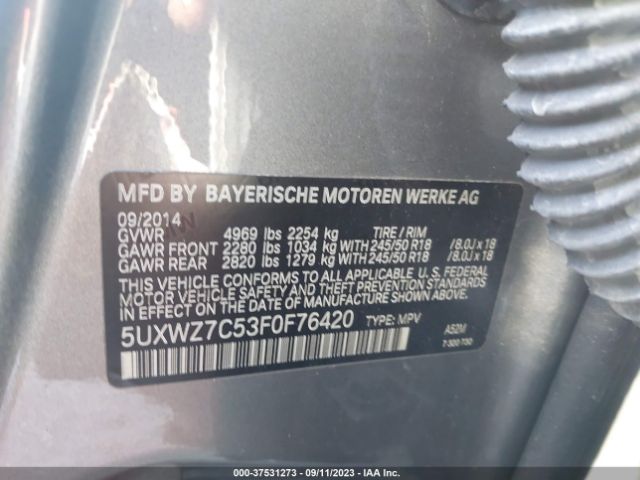 MFD BY BAYERISCHE MOTOREN WERKE AG
09/2014
GVWR 4969 lbs 2254 kg TIRE / RIM
GAWR FRONT 2280 lbs 1034 kg WITH 245/50 R18 /8.0J x 18
GAWR REAR 2820 lbs 1279 kg WITH 245/50 R18 /8.0J x 18
THIS VEHICLE CONFORMS TO ALL APPLICABLE U. S. FEDERAL
MOTOR VEHICLE SAFETY AND THEFT PREVENTION STANDARDS
IN EFFECT ON THE DATE OF MANUFACTURE SHOWN ABOVE.
5UXWZ7C53F0F76420 TYPE: MPV A52M
000-37531273 - 09/11/2023 - IAAI.COM